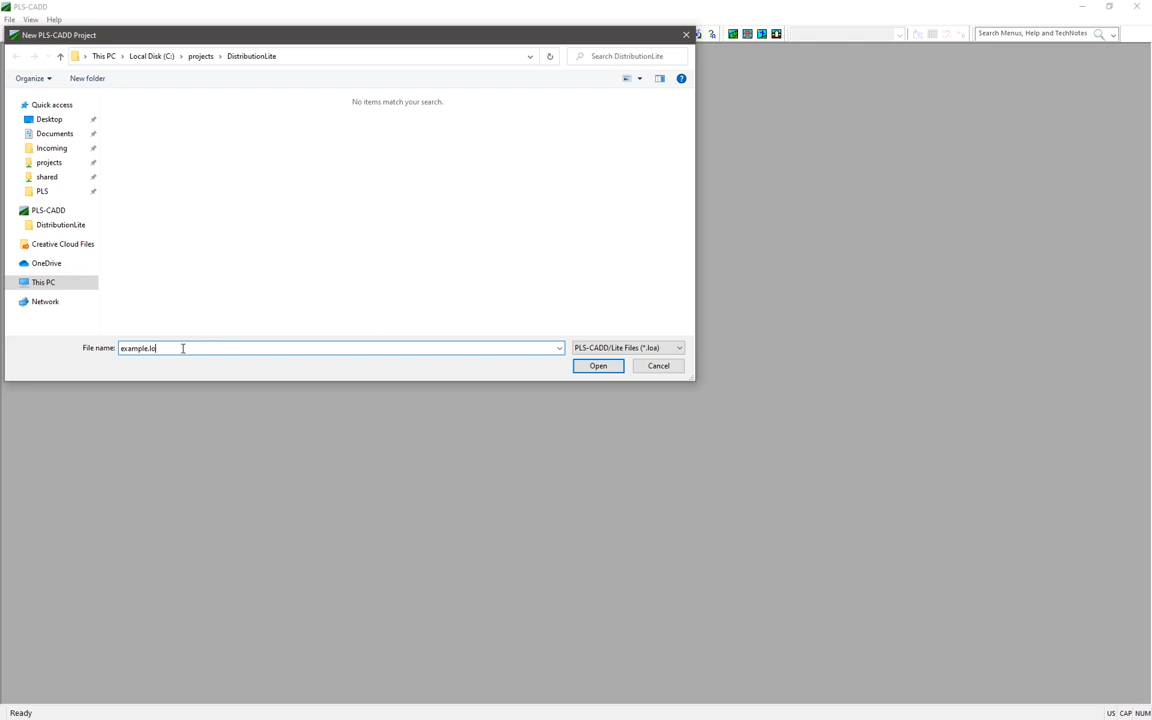 PLS-CADD
File View Help
New PLS-CADD Project
This PC Local Disk (C:) projects DistributionLite
Search DistributionLite
Search Menus, Help and TechNotes
Organize New folder
Quick access
No items match your search.
Desktop
Documents
Incoming
projects
shared
PLS
PLS-CADD
DistributionLite
Creative Cloud Files
OneDrive
This PC
Network
File name: example.lo PLS-CADD/Lite Files (*.loa)
Open Cancel
Ready US CAP NUM